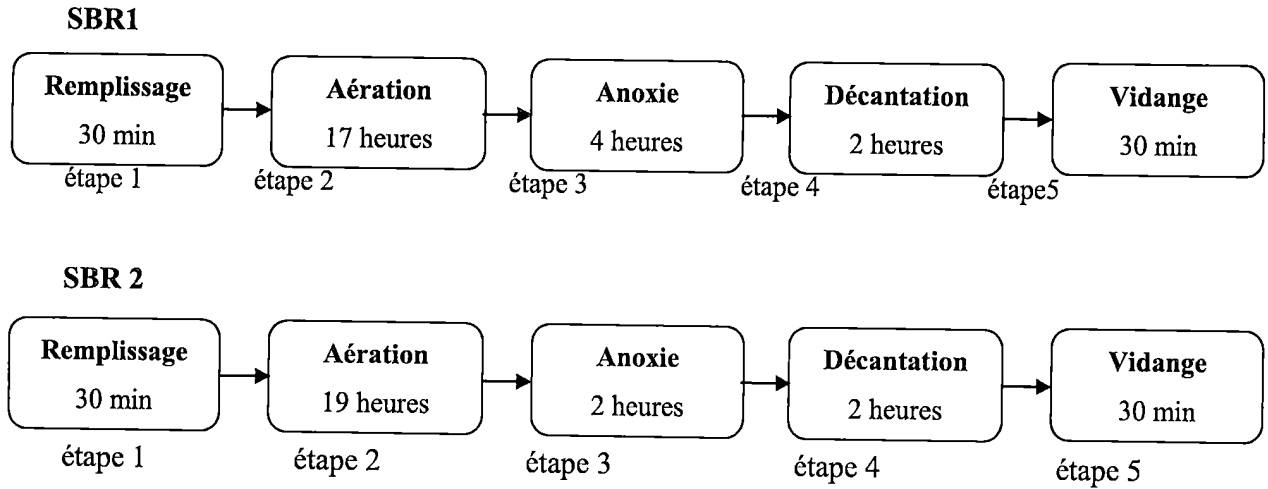 SBR1
Remplissage
30 min
Aération
17 heures
Anoxie
4 heures
Décantation
2 heures
Vidange
30 min
étape 1
étape 2
étape 3
étape 4
étape5
SBR 2
Remplissage
30 min
Aération
19 heures
Anoxie
2 heures
Décantation
2 heures
Vidange
30 min
étape 1
étape 2
étape 3
étape 4
étape 5